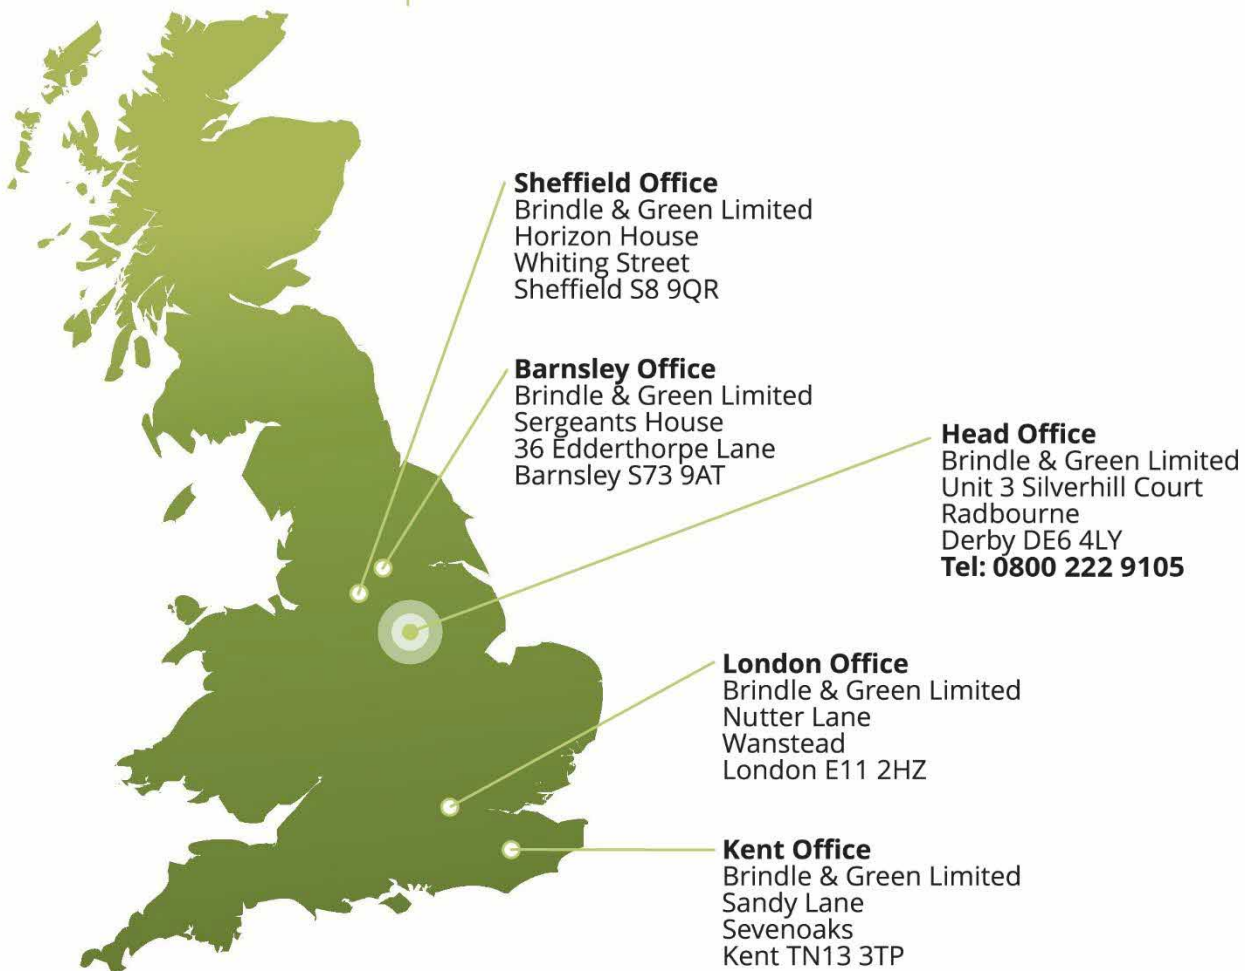 Sheffield Office
Brindle & Green Limited
Horizon House
Whiting Street
Sheffield S8 9QR
Barnsley Office
Brindle & Green Limited
Sergeants House
36 Edderthorpe Lane
Barnsley S73 9AT
Head Office
Brindle & Green Limited
Unit 3 Silverhill Court
Radbourne
Derby DE6 4LY
Tel: 0800 222 9105
London Office
Brindle & Green Limited
Nutter Lane
Wanstead
London E11 2HZ
Kent Office
Brindle & Green Limited
Sandy Lane
Sevenoaks
Kent TN13 3TP